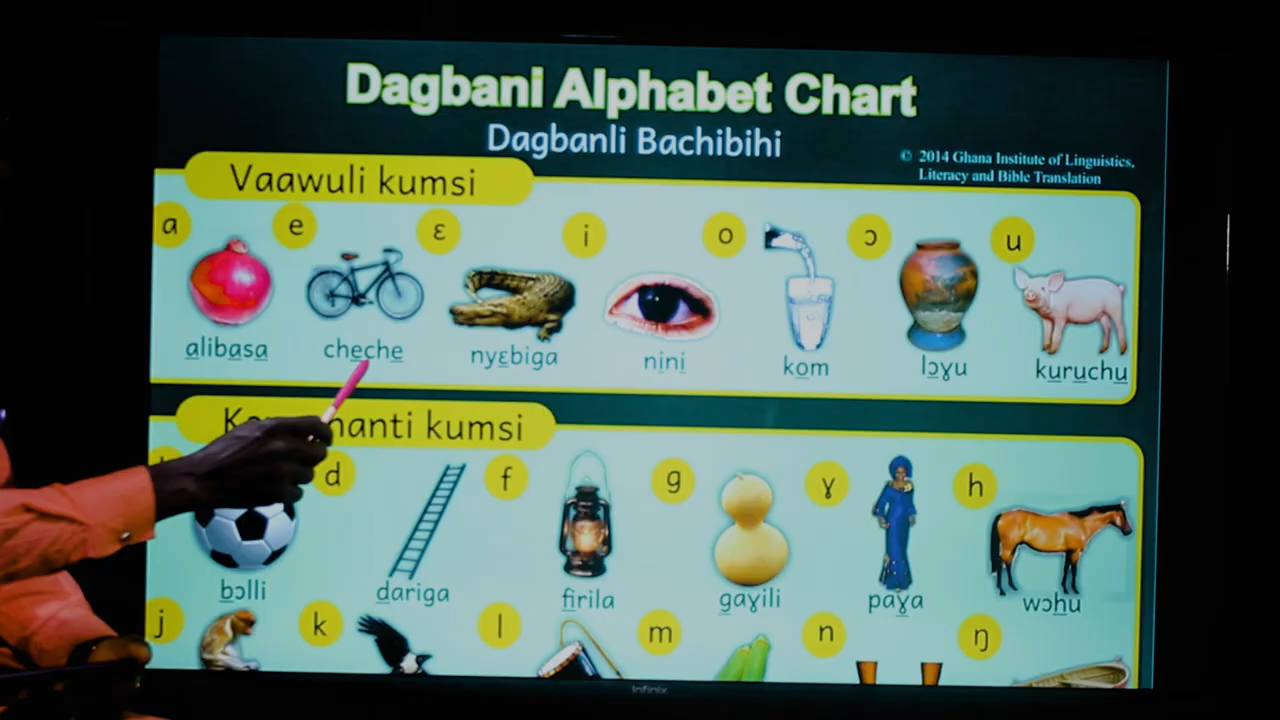 Dagbani Alphabet Chart
Dagbanli Bachibihi
© 2014 Ghana Institute of Linguistics,
Literacy and Bible Translation
Vaawuli kumsi
a e ɛ i o ɔ u
alibasa cheche nyɛbiga nini kom lɔɣu kuruchu
kumsi
d f g ɣ h
bɔlli dariga firila gaɣili paɣa wɔhu
j k l m n ŋ
Infinix